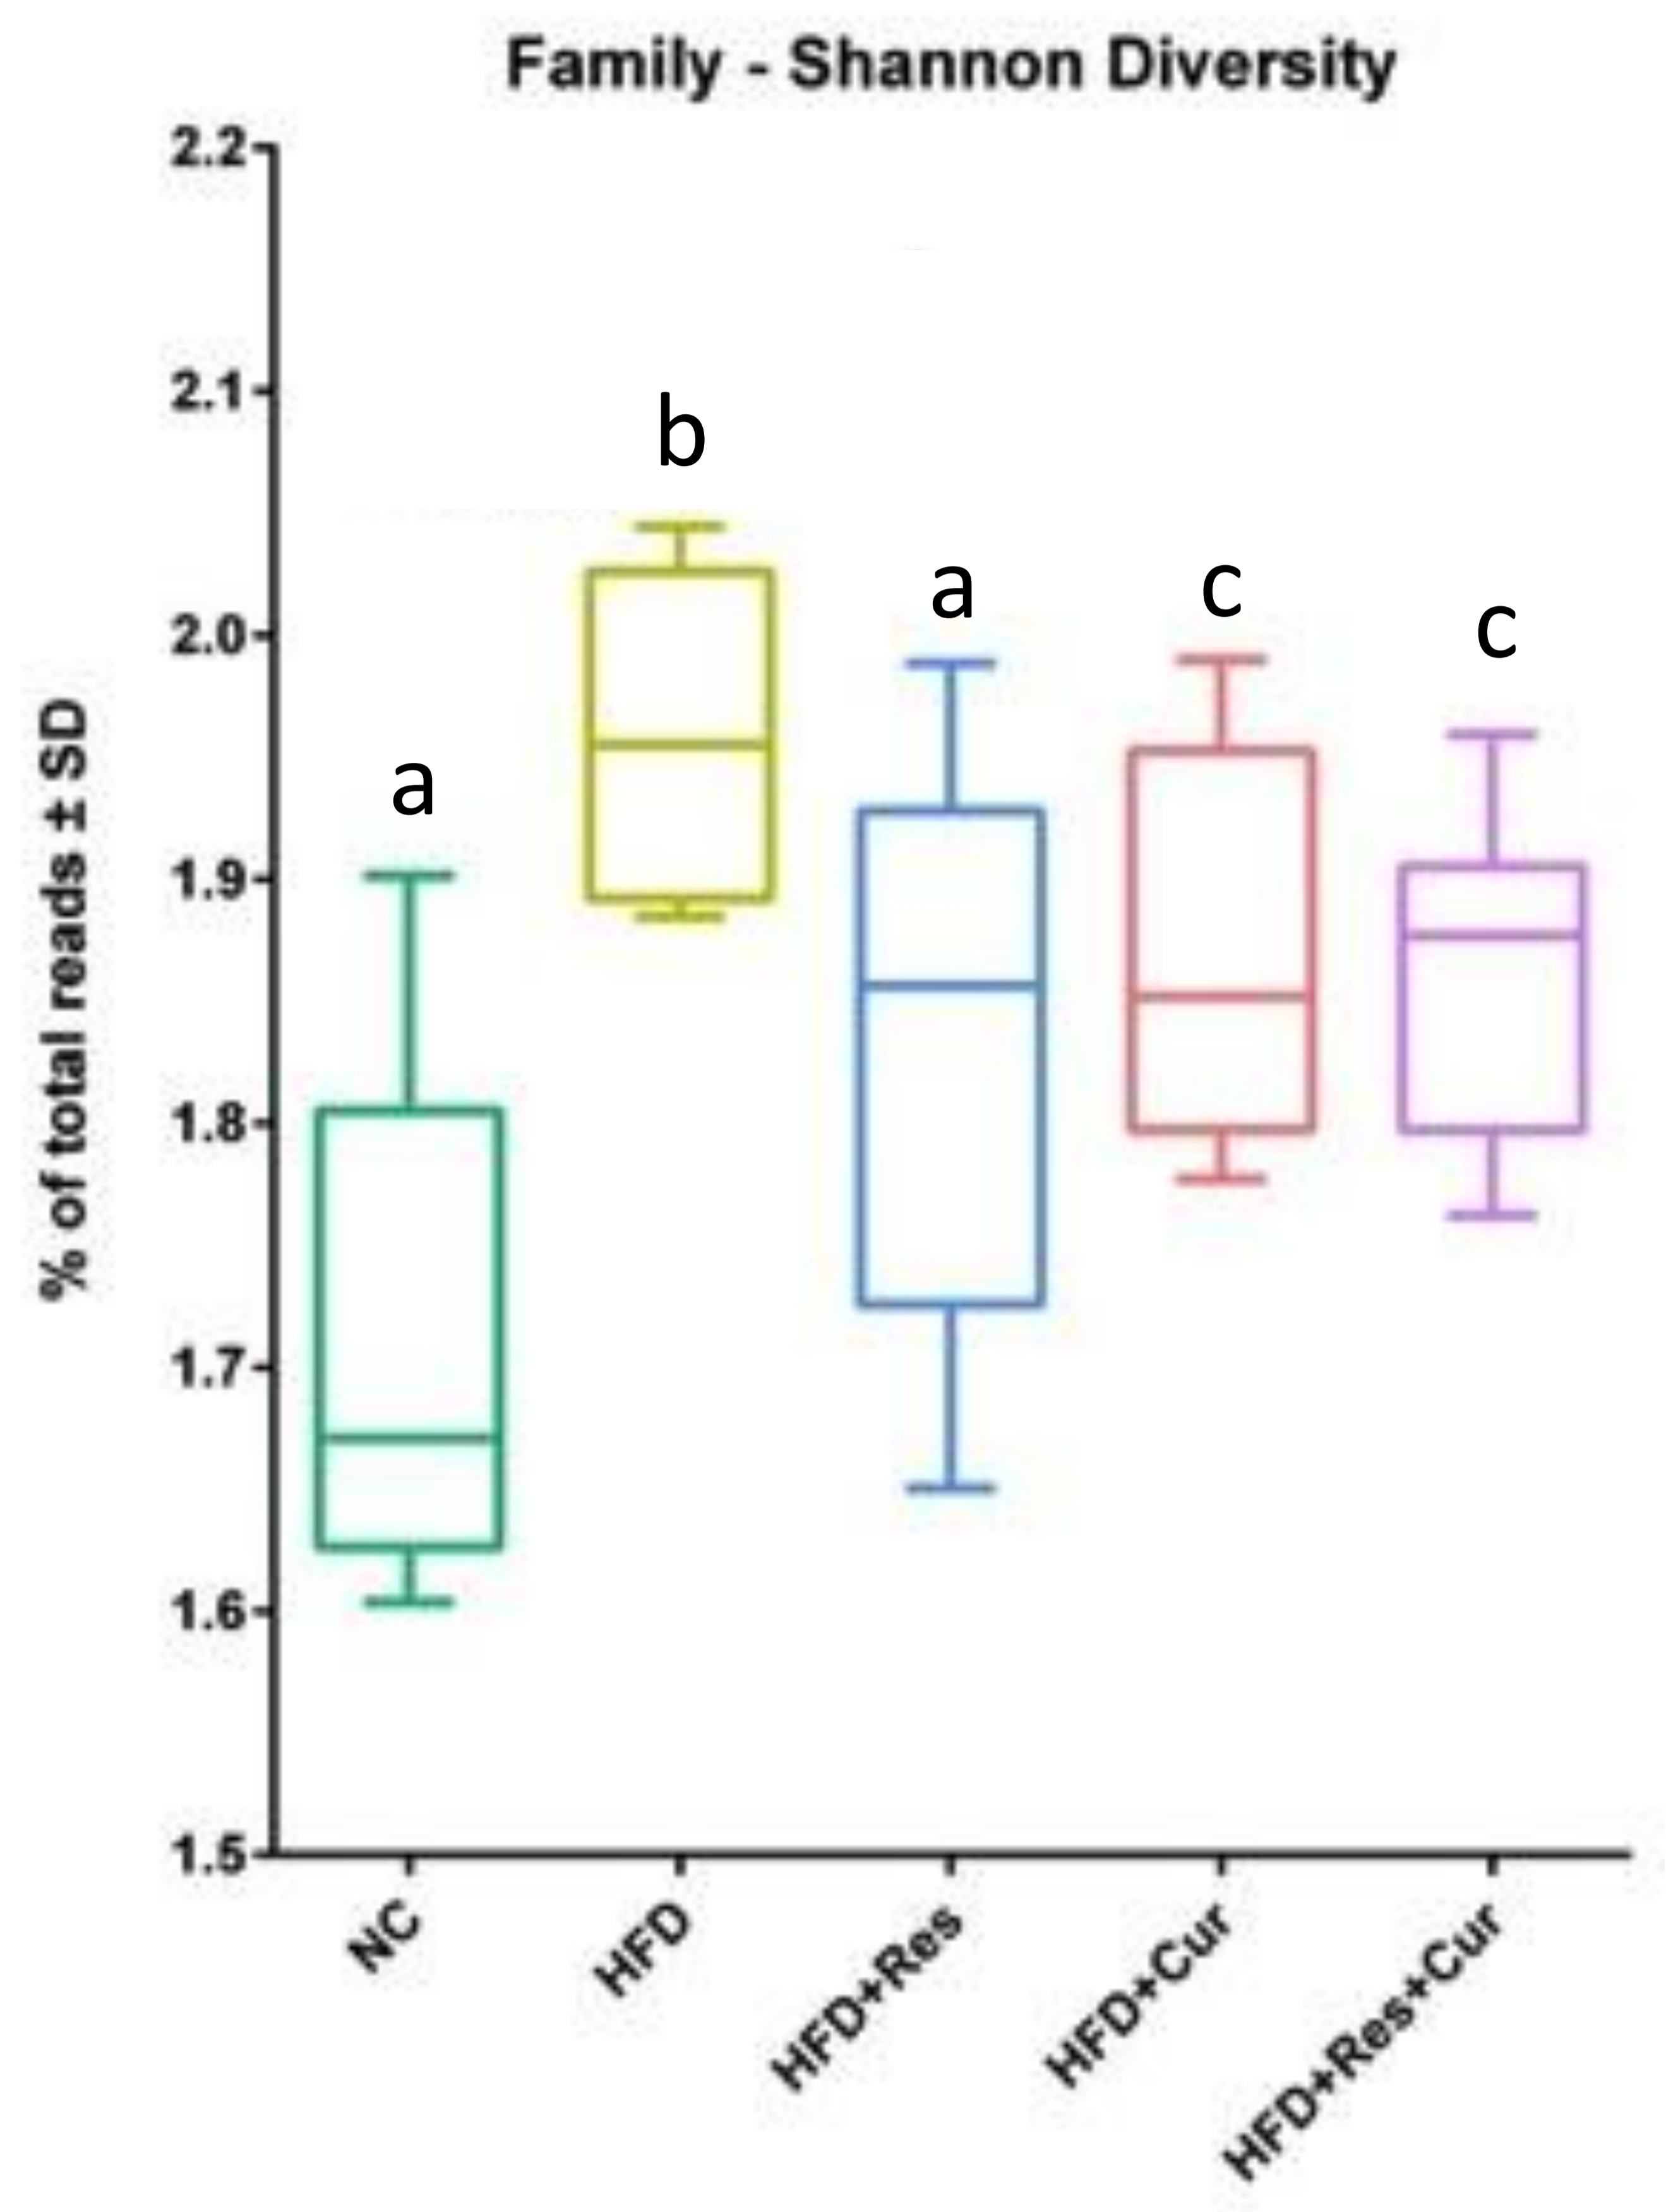 Family - Shannon Diversity
% of total reads ± SD
2.2
2.1
2.0
1.9
1.8
1.7
1.6
1.5
a
b
a
c
c
NC
HFD
HFD+Res
HFD+Cur
HFD+Res+Cur